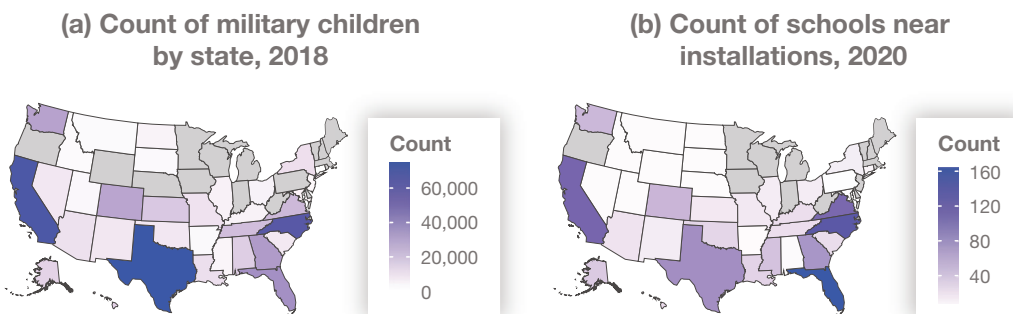 (a) Count of military children
by state, 2018
Count
60,000
40,000
20,000
0
(b) Count of schools near
installations, 2020
Count
160
120
80
40